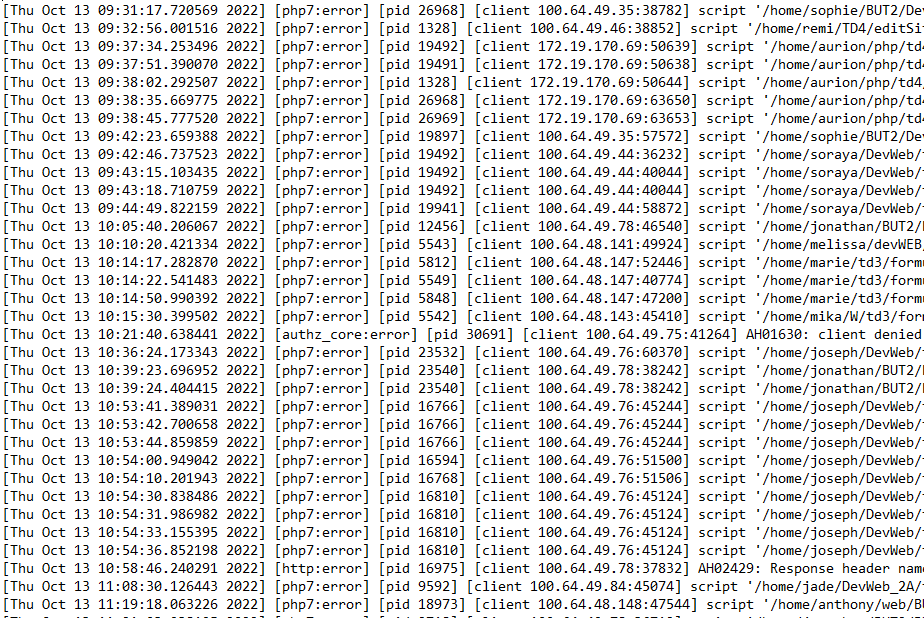 [Thu Oct 13 09:31:17.720569 2022] [php7:error] [pid 26968] [client 100.64.49.35:38782] script '/home/sophie/BUT2/De
[Thu Oct 13 09:32:56.001516 2022] [php7:error] [pid 1328] [client 100.64.49.46:38852] script '/home/remi/TD4/editSi
[Thu Oct 13 09:37:34.253496 2022] [php7:error] [pid 19492] [client 172.19.170.69:50639] script '/home/aurion/php/td4
[Thu Oct 13 09:37:51.390070 2022] [php7:error] [pid 19491] [client 172.19.170.69:50638] script '/home/aurion/php/td4
[Thu Oct 13 09:38:02.292507 2022] [php7:error] [pid 1328] [client 172.19.170.69:50644] script '/home/aurion/php/td4
[Thu Oct 13 09:38:35.669775 2022] [php7:error] [pid 26968] [client 172.19.170.69:63650] script '/home/aurion/php/td4
[Thu Oct 13 09:38:45.777520 2022] [php7:error] [pid 26969] [client 172.19.170.69:63653] script '/home/aurion/php/td4
[Thu Oct 13 09:42:23.659388 2022] [php7:error] [pid 19897] [client 100.64.49.35:57572] script '/home/sophie/BUT2/De
[Thu Oct 13 09:42:46.737523 2022] [php7:error] [pid 19492] [client 100.64.49.44:36232] script '/home/soraya/DevWeb/
[Thu Oct 13 09:43:15.103435 2022] [php7:error] [pid 19492] [client 100.64.49.44:40044] script '/home/soraya/DevWeb/
[Thu Oct 13 09:43:18.710759 2022] [php7:error] [pid 19492] [client 100.64.49.44:40044] script '/home/soraya/DevWeb/
[Thu Oct 13 09:44:49.822159 2022] [php7:error] [pid 19941] [client 100.64.49.44:58872] script '/home/soraya/DevWeb/
[Thu Oct 13 10:05:40.206067 2022] [php7:error] [pid 12456] [client 100.64.49.78:46540] script '/home/jonathan/BUT2/
[Thu Oct 13 10:10:20.421334 2022] [php7:error] [pid 5543] [client 100.64.48.141:49924] script '/home/melissa/devWEB
[Thu Oct 13 10:14:17.282870 2022] [php7:error] [pid 5812] [client 100.64.48.147:52446] script '/home/marie/td3/form
[Thu Oct 13 10:14:22.541483 2022] [php7:error] [pid 5549] [client 100.64.48.147:40774] script '/home/marie/td3/form
[Thu Oct 13 10:14:50.990392 2022] [php7:error] [pid 5848] [client 100.64.48.147:47200] script '/home/marie/td3/form
[Thu Oct 13 10:15:30.399502 2022] [php7:error] [pid 5542] [client 100.64.48.143:45410] script '/home/mika/W/td3/for
[Thu Oct 13 10:21:40.638441 2022] [authz_core:error] [pid 30691] [client 100.64.49.75:41264] AH01630: client denied
[Thu Oct 13 10:36:24.173343 2022] [php7:error] [pid 23532] [client 100.64.49.76:60370] script '/home/joseph/DevWeb/
[Thu Oct 13 10:39:23.696952 2022] [php7:error] [pid 23540] [client 100.64.49.78:38242] script '/home/jonathan/BUT2/
[Thu Oct 13 10:39:24.404415 2022] [php7:error] [pid 23540] [client 100.64.49.78:38242] script '/home/jonathan/BUT2/
[Thu Oct 13 10:53:41.389031 2022] [php7:error] [pid 16766] [client 100.64.49.76:45244] script '/home/joseph/DevWeb/
[Thu Oct 13 10:53:42.700658 2022] [php7:error] [pid 16766] [client 100.64.49.76:45244] script '/home/joseph/DevWeb/
[Thu Oct 13 10:53:44.859859 2022] [php7:error] [pid 16766] [client 100.64.49.76:45244] script '/home/joseph/DevWeb/
[Thu Oct 13 10:54:00.949042 2022] [php7:error] [pid 16594] [client 100.64.49.76:51500] script '/home/joseph/DevWeb/
[Thu Oct 13 10:54:10.201943 2022] [php7:error] [pid 16768] [client 100.64.49.76:51506] script '/home/joseph/DevWeb/
[Thu Oct 13 10:54:30.838486 2022] [php7:error] [pid 16810] [client 100.64.49.76:45124] script '/home/joseph/DevWeb/
[Thu Oct 13 10:54:31.986982 2022] [php7:error] [pid 16810] [client 100.64.49.76:45124] script '/home/joseph/DevWeb/
[Thu Oct 13 10:54:33.155395 2022] [php7:error] [pid 16810] [client 100.64.49.76:45124] script '/home/joseph/DevWeb/
[Thu Oct 13 10:54:36.852198 2022] [php7:error] [pid 16810] [client 100.64.49.76:45124] script '/home/joseph/DevWeb/
[Thu Oct 13 10:58:46.240291 2022] [http:error] [pid 16975] [client 100.64.49.78:37832] AH02429: Response header nam
[Thu Oct 13 11:08:30.126443 2022] [php7:error] [pid 9592] [client 100.64.49.84:45074] script '/home/jade/DevWeb_2A/
[Thu Oct 13 11:19:18.063226 2022] [php7:error] [pid 18973] [client 100.64.48.148:47544] script '/home/anthony/web/B